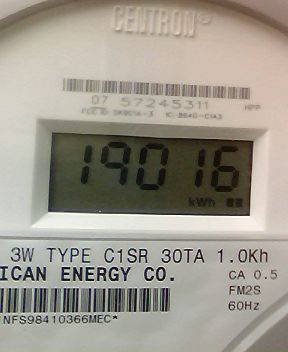 CENTRON®
07 57245311
19016
kWh
3W TYPE C1SR 30TA 1.0Kh
ICAN ENERGY CO.
CA 0.5
FM2S
60Hz
NFS98410366MEC*